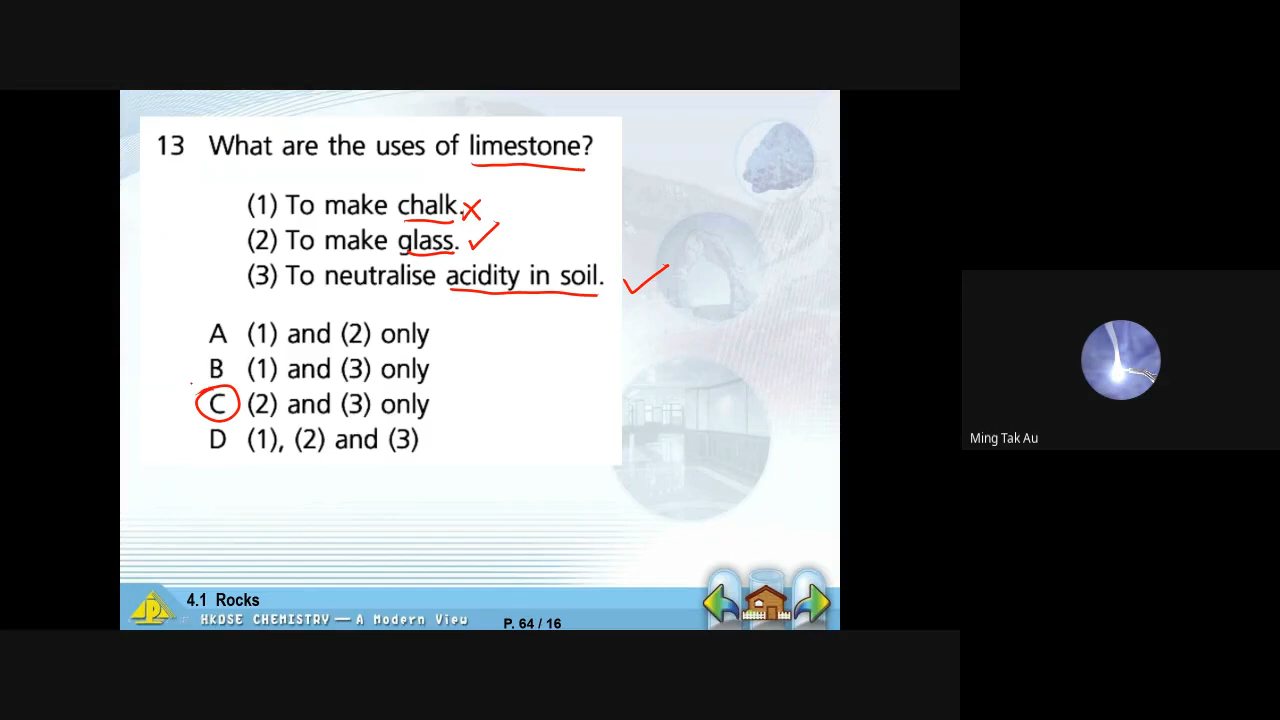 13 What are the uses of limestone?
(1) To make chalk.
(2) To make glass.
(3) To neutralise acidity in soil.
A (1) and (2) only
B (1) and (3) only
C (2) and (3) only
D (1), (2) and (3)
4.1 Rocks
HKDSE CHEMISTRY — A Modern View
P. 64 / 16
Ming Tak Au